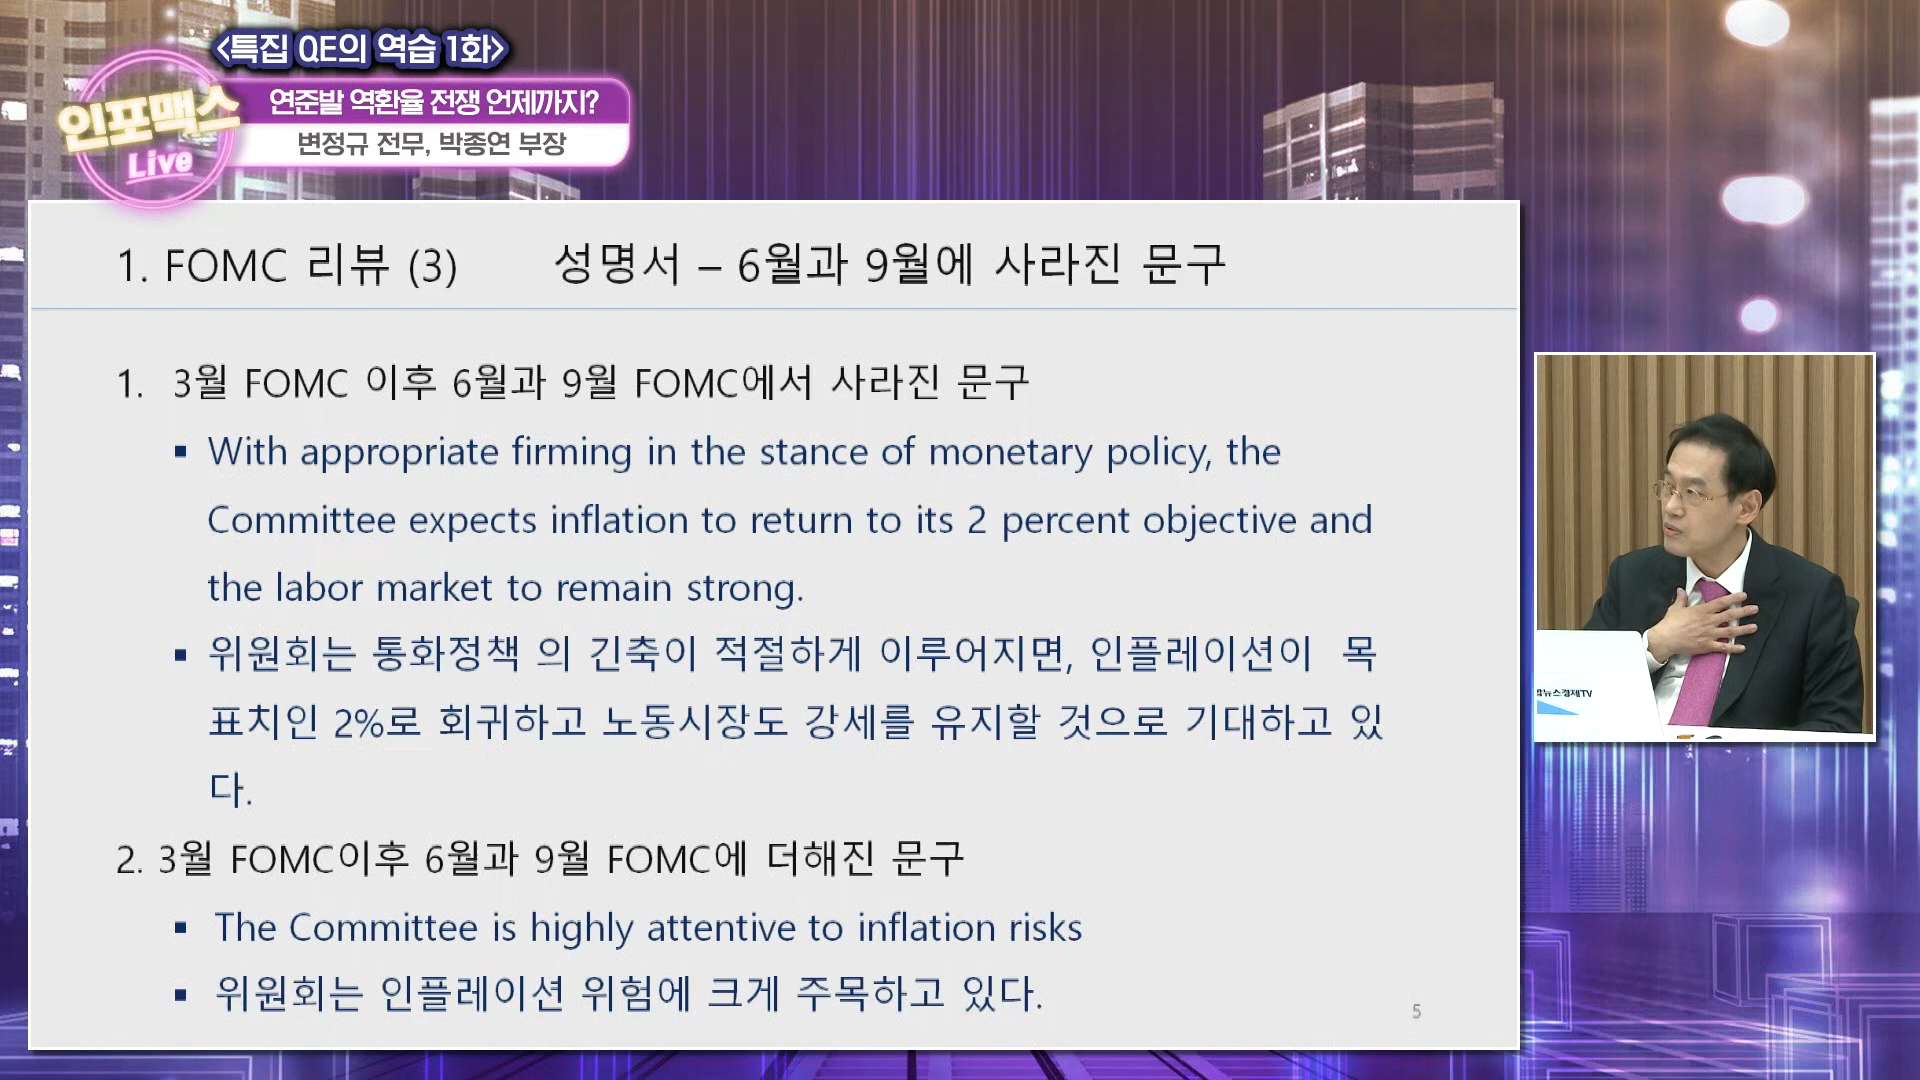 <특집 QE의 역습 1화>
인포맥스
Live
연준발 역환율 전쟁 언제까지?
변정규 전무, 박종연 부장
1. FOMC 리뷰 (3) 성명서 – 6월과 9월에 사라진 문구
1. 3월 FOMC 이후 6월과 9월 FOMC에서 사라진 문구
▪ With appropriate firming in the stance of monetary policy, the
Committee expects inflation to return to its 2 percent objective and
the labor market to remain strong.
▪ 위원회는 통화정책 의 긴축이 적절하게 이루어지면, 인플레이션이 목
표치인 2%로 회귀하고 노동시장도 강세를 유지할 것으로 기대하고 있
다.
2. 3월 FOMC이후 6월과 9월 FOMC에 더해진 문구
▪ The Committee is highly attentive to inflation risks
▪ 위원회는 인플레이션 위험에 크게 주목하고 있다.
5
뉴스경제TV